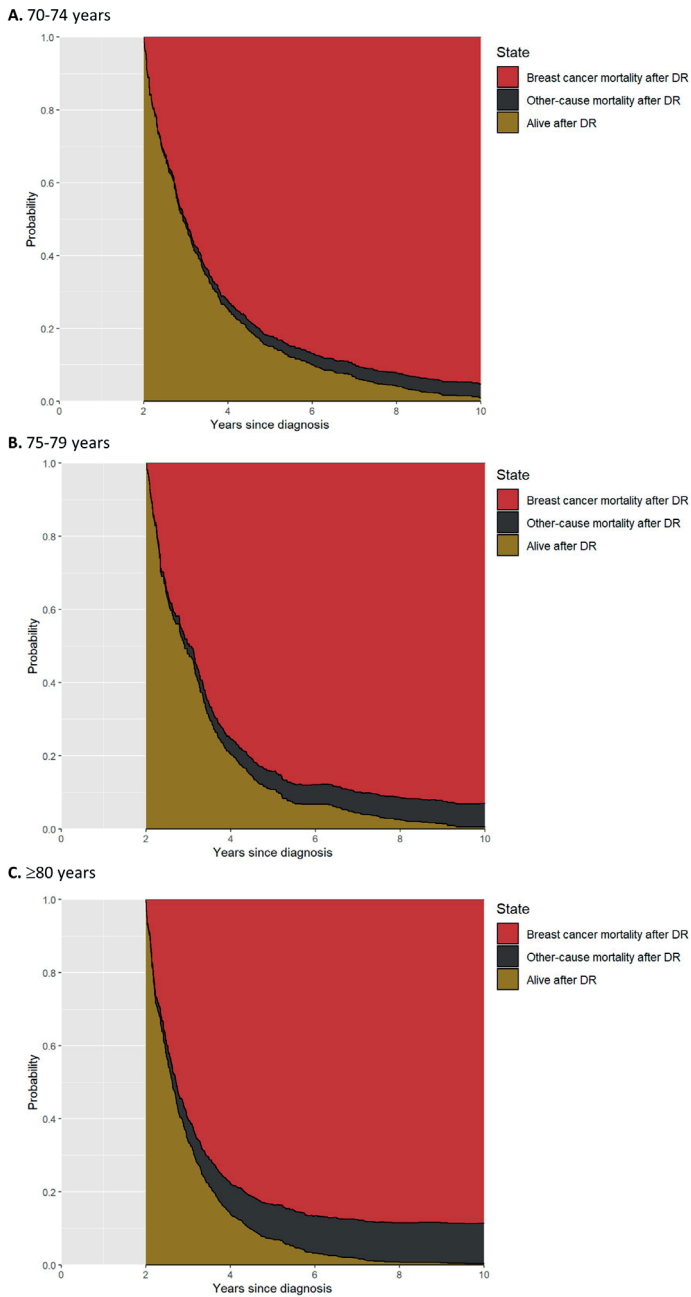 A. 70-74 years
State
Breast cancer mortality after DR
Other-cause mortality after DR
Alive after DR
Probability
1.0
0.8
0.6
0.4
0.2
0.0
0 2 4 6 8 10
Years since diagnosis
B. 75-79 years
State
Breast cancer mortality after DR
Other-cause mortality after DR
Alive after DR
Probability
1.0
0.8
0.6
0.4
0.2
0.0
0 2 4 6 8 10
Years since diagnosis
C. ≥80 years
State
Breast cancer mortality after DR
Other-cause mortality after DR
Alive after DR
Probability
1.0
0.8
0.6
0.4
0.2
0.0
0 2 4 6 8 10
Years since diagnosis